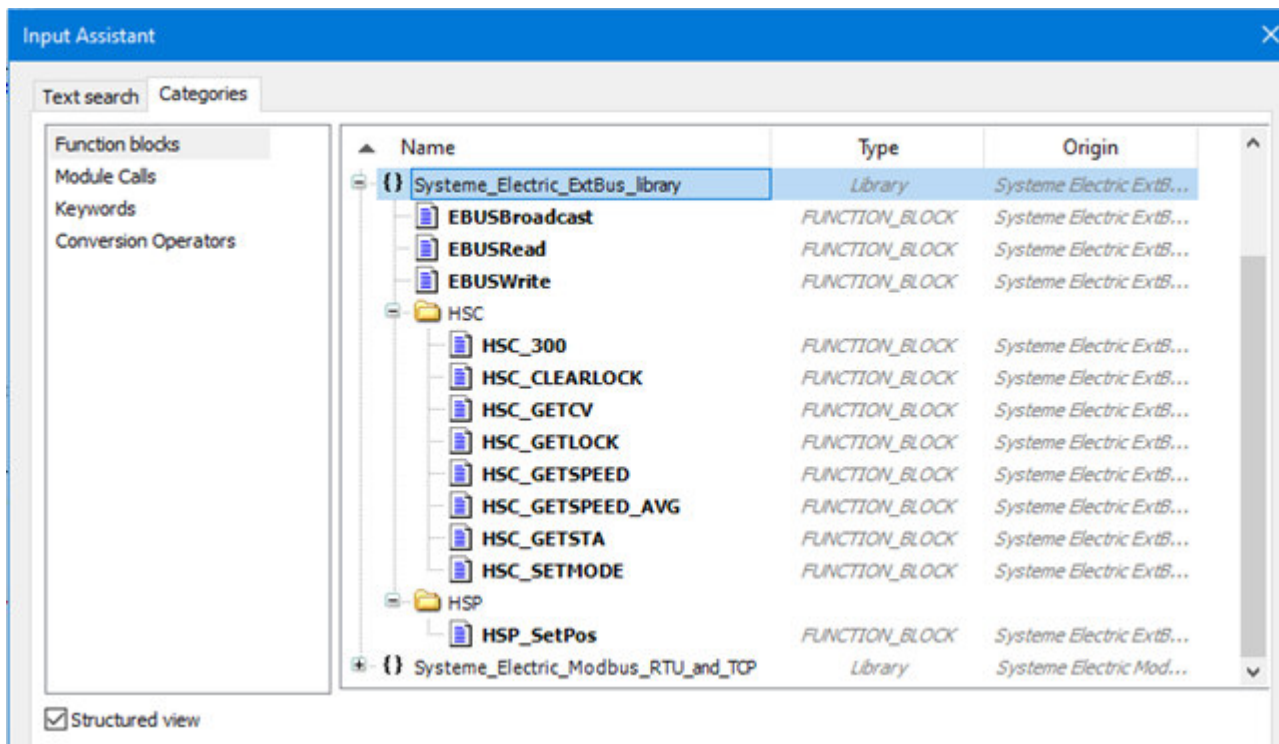 Input Assistant
Text search Categories
Function blocks
Module Calls
Keywords
Conversion Operators
Name Type Origin
{} Systeme_Electric_ExtBus_library Library Systeme Electric ExtB...
EBUSBroadcast FUNCTION_BLOCK Systeme Electric ExtB...
EBUSRead FUNCTION_BLOCK Systeme Electric ExtB...
EBUSWrite FUNCTION_BLOCK Systeme Electric ExtB...
HSC
HSC_300 FUNCTION_BLOCK Systeme Electric ExtB...
HSC_CLEARLOCK FUNCTION_BLOCK Systeme Electric ExtB...
HSC_GETCV FUNCTION_BLOCK Systeme Electric ExtB...
HSC_GETLOCK FUNCTION_BLOCK Systeme Electric ExtB...
HSC_GETSPEED FUNCTION_BLOCK Systeme Electric ExtB...
HSC_GETSPEED_AVG FUNCTION_BLOCK Systeme Electric ExtB...
HSC_GETSTA FUNCTION_BLOCK Systeme Electric ExtB...
HSC_SETMODE FUNCTION_BLOCK Systeme Electric ExtB...
HSP
HSP_SetPos FUNCTION_BLOCK Systeme Electric ExtB...
{} Systeme_Electric_Modbus_RTU_and_TCP Library Systeme Electric Mod...
Structured view